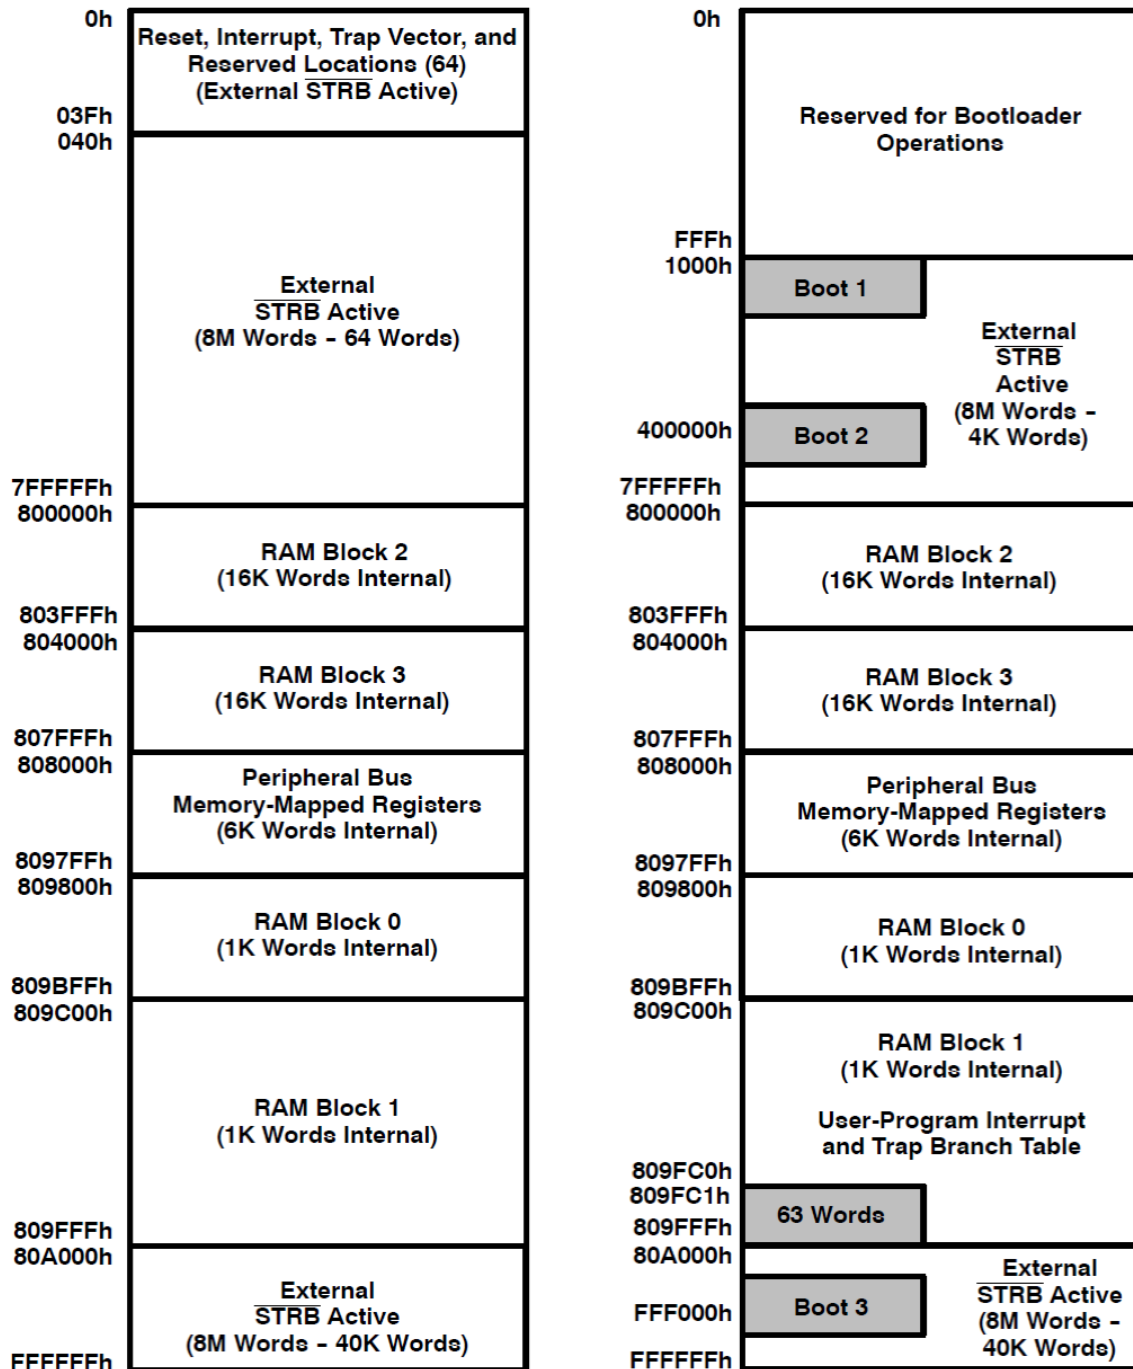 0h
Reset, Interrupt, Trap Vector, and
Reserved Locations (64)
(External STRB Active)
03Fh
040h
External
STRB Active
(8M Words – 64 Words)
7FFFFFh
800000h
RAM Block 2
(16K Words Internal)
803FFFh
804000h
RAM Block 3
(16K Words Internal)
807FFFh
808000h
Peripheral Bus
Memory-Mapped Registers
(6K Words Internal)
8097FFh
809800h
RAM Block 0
(1K Words Internal)
809BFFh
809C00h
RAM Block 1
(1K Words Internal)
809FFFh
80A000h
External
STRB Active
(8M Words – 40K Words)
FFFFFFh
0h
Reserved for Bootloader
Operations
FFFh
1000h
Boot 1
External
STRB
Active
(8M Words –
4K Words)
400000h
Boot 2
7FFFFFh
800000h
RAM Block 2
(16K Words Internal)
803FFFh
804000h
RAM Block 3
(16K Words Internal)
807FFFh
808000h
Peripheral Bus
Memory-Mapped Registers
(6K Words Internal)
8097FFh
809800h
RAM Block 0
(1K Words Internal)
809BFFh
809C00h
RAM Block 1
(1K Words Internal)
User-Program Interrupt
and Trap Branch Table
809FC0h
809FC1h
63 Words
809FFFh
80A000h
External
STRB Active
(8M Words –
40K Words)
Boot 3
FFF000h
FFFFFFh